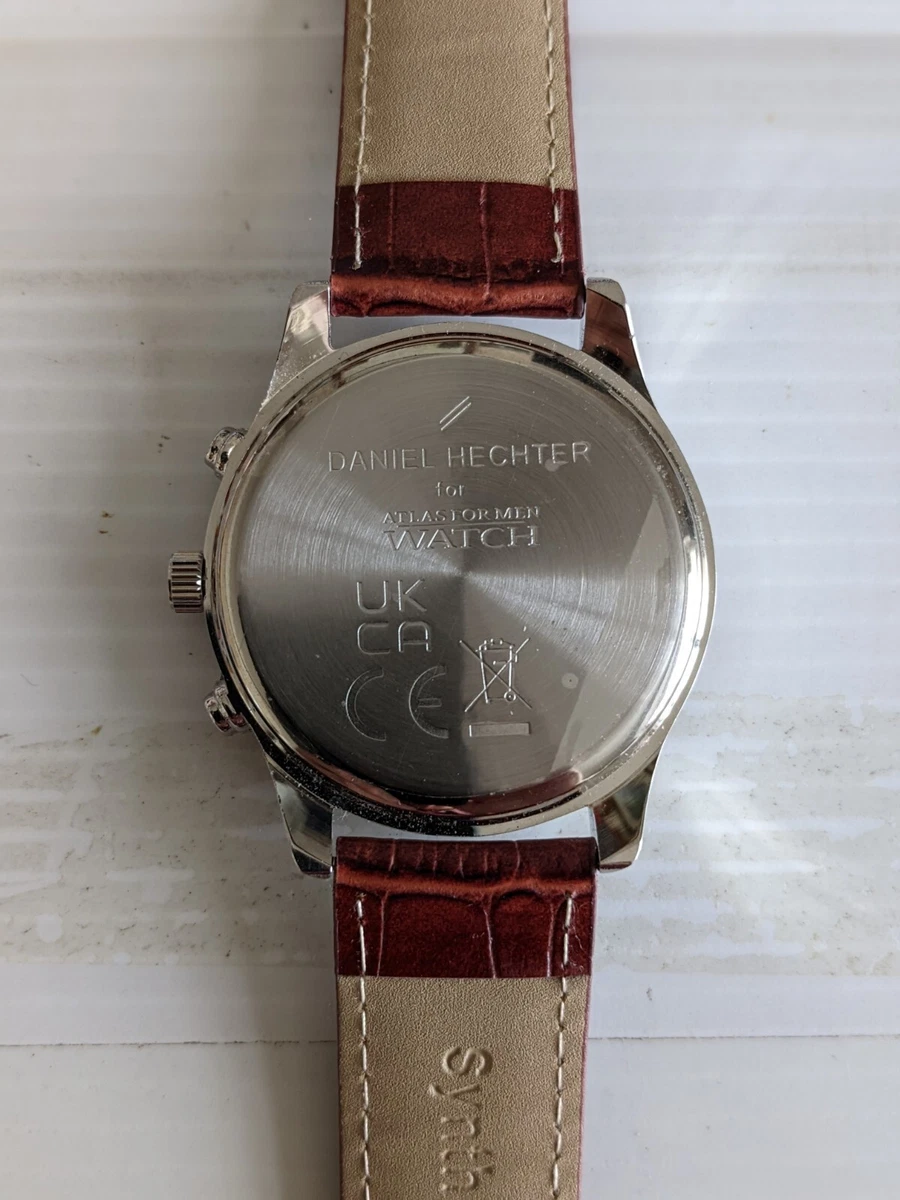 DANIEL HECHTER
for
ATLAS FOR MEN
WATCH
UK
CA
CE
synth